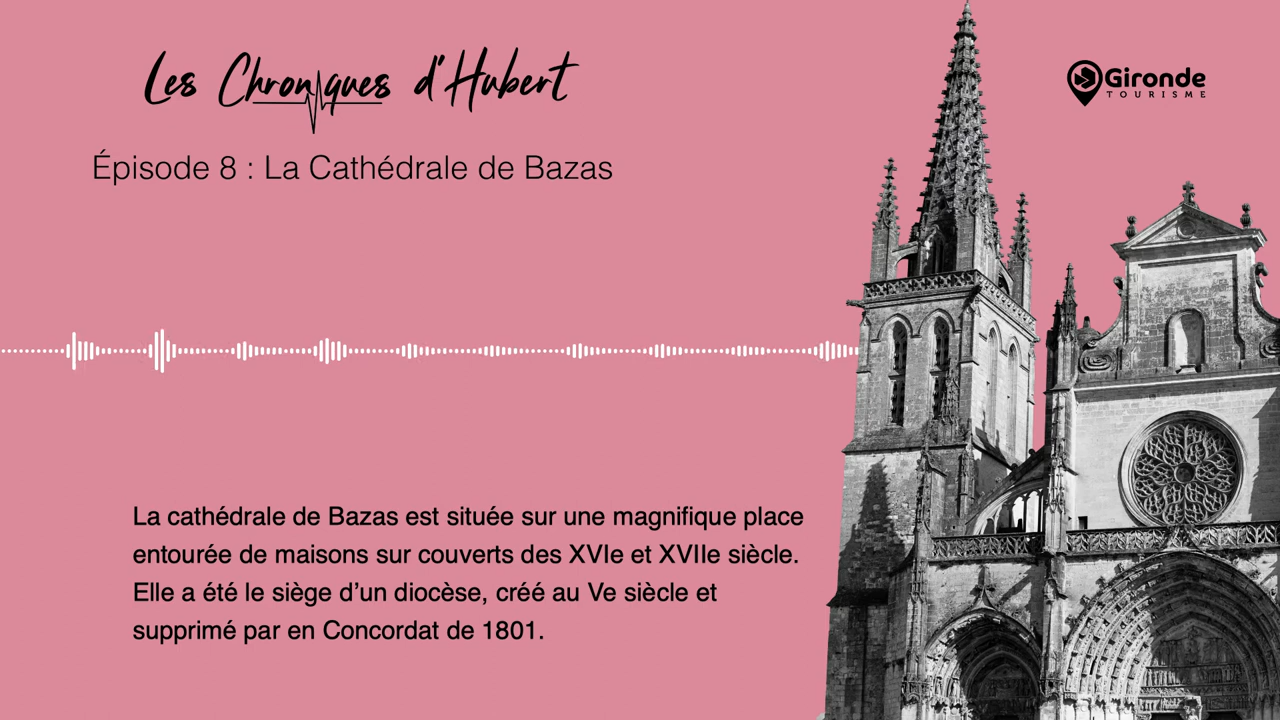 Les Chroniques d'Hubert
Gironde
TOURISME
Épisode 8 : La Cathédrale de Bazas
La cathédrale de Bazas est située sur une magnifique place
entourée de maisons sur couverts des XVIe et XVIIe siècle.
Elle a été le siège d’un diocèse, créé au Ve siècle et
supprimé par en Concordat de 1801.